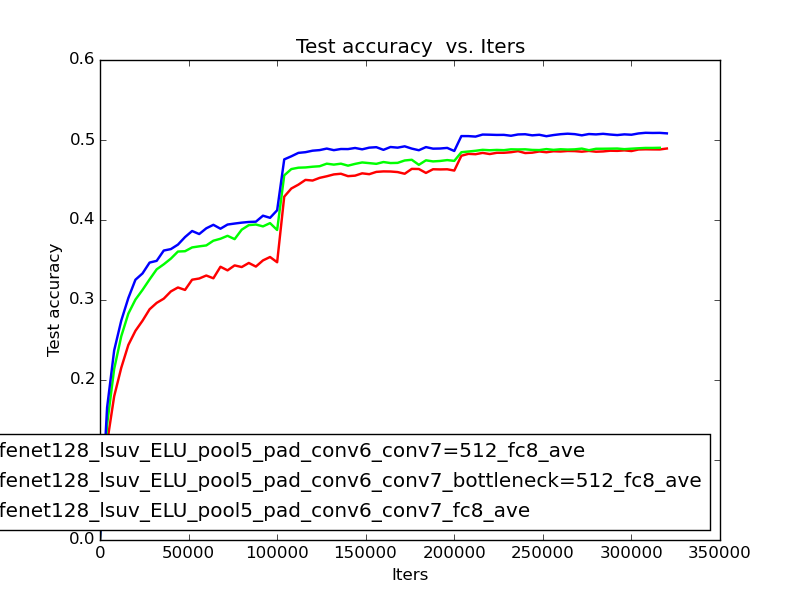 Test accuracy  vs. Iters
0.6
0.5
0.4
0.3
0.2
0.0
Test accuracy
fenet128_lsuv_ELU_pool5_pad_conv6_conv7=512_fc8_ave
fenet128_lsuv_ELU_pool5_pad_conv6_conv7_bottleneck=512_fc8_ave
fenet128_lsuv_ELU_pool5_pad_conv6_conv7_fc8_ave
0 50000 100000 150000 200000 250000 300000 350000
Iters